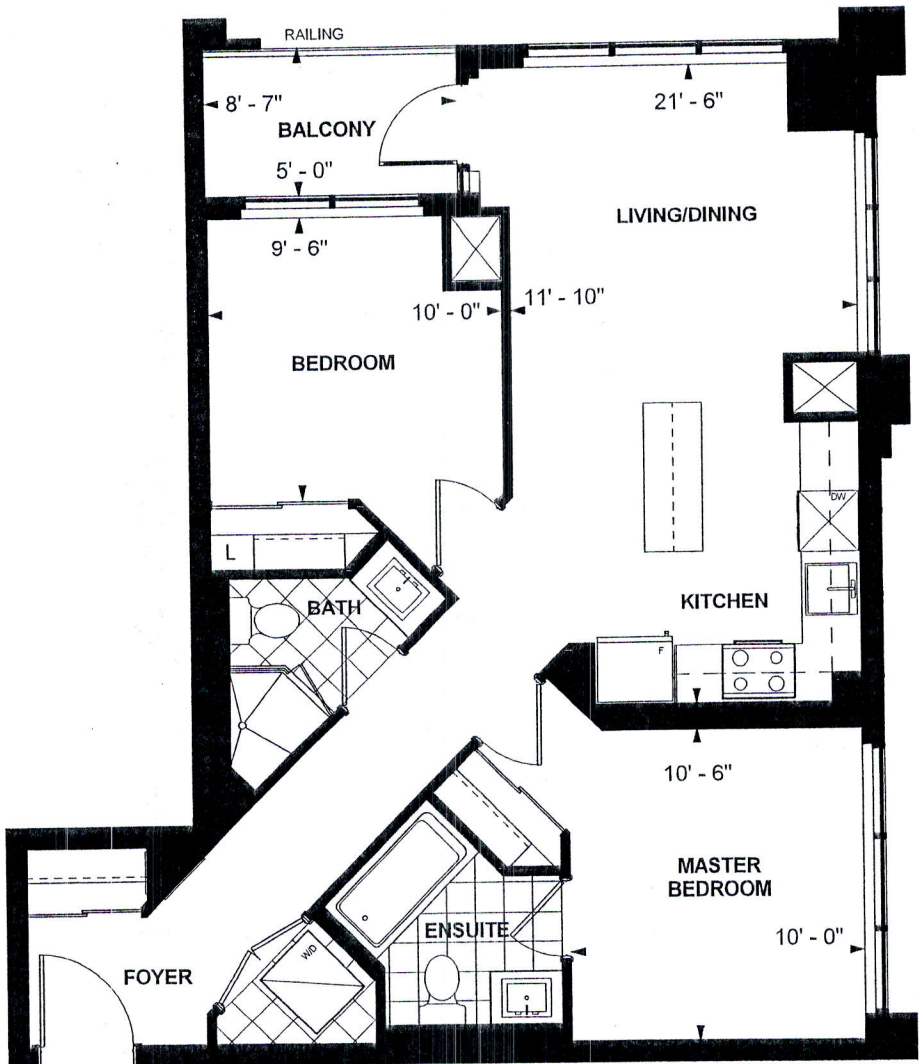 RAILING
8' - 7"
BALCONY
5' - 0"
21' - 6"
LIVING/DINING
9' - 6"
10' - 0"
11' - 10"
BEDROOM
DW
L
BATH
KITCHEN
F
10' - 6"
MASTER
BEDROOM
ENSUITE
10' - 0"
W/D
FOYER